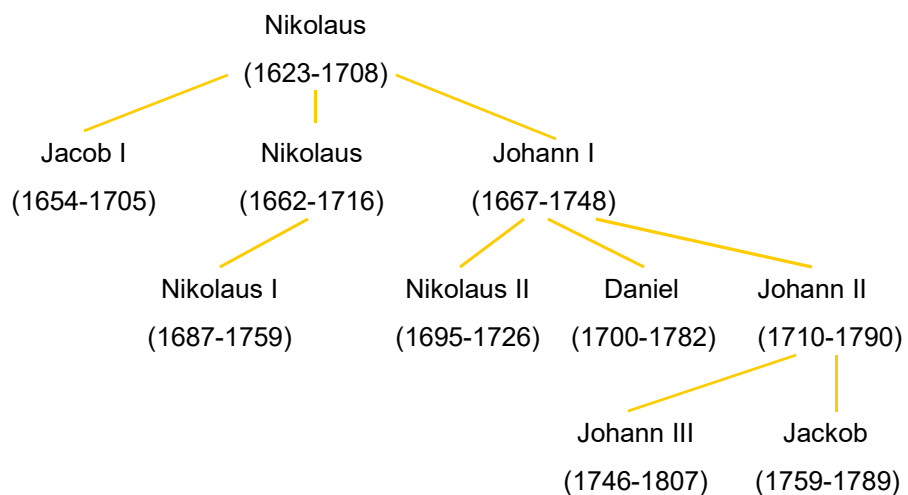 Nikolaus
(1623-1708)
Jacob I Nikolaus Johann I
(1654-1705) (1662-1716) (1667-1748)
Nikolaus I Nikolaus II Daniel Johann II
(1687-1759) (1695-1726) (1700-1782) (1710-1790)
Johann III Jackob
(1746-1807) (1759-1789)